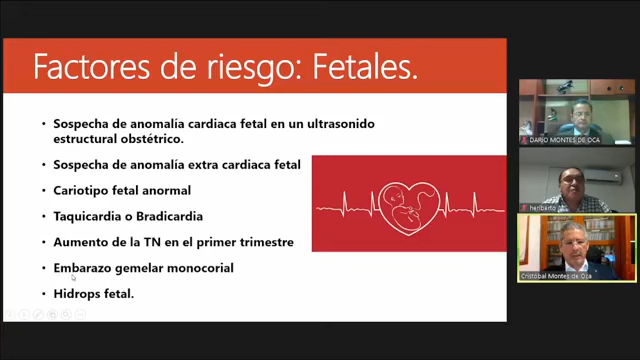 Factores de riesgo: Fetales.
• Sospecha de anomalía cardiaca fetal en un ultrasonido
estructural obstétrico.
• Sospecha de anomalía extra cardiaca fetal
• Cariotipo fetal anormal
• Taquicardia o Bradicardia
• Aumento de la TN en el primer trimestre
• Embarazo gemelar monocorial
• Hidrops fetal.
DARIO MONTES DE OCA
heriberto
Cristobal Montes de Oca